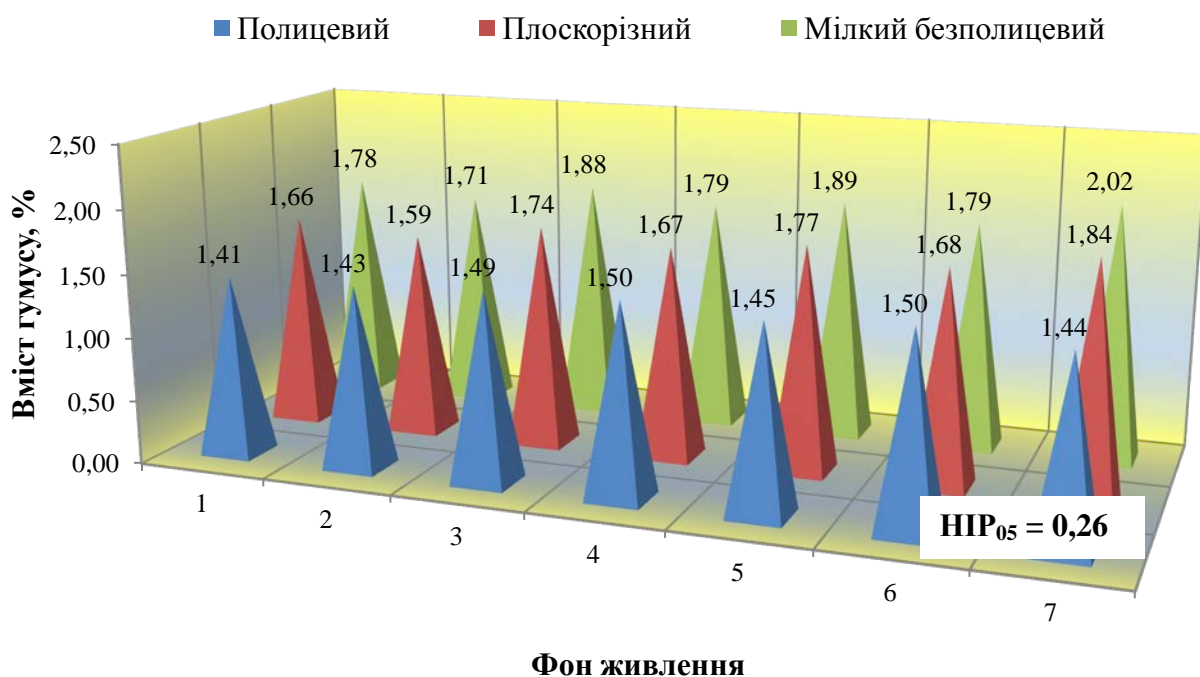 Полицевий Плоскорізний Мілкий безполицевий
Вміст гумусу, %
2,50
2,00
1,50
1,00
0,50
0,00
1,78 1,71 1,88 1,79 1,89 1,79 2,02
1,66 1,59 1,74 1,67 1,77 1,68 1,84
1,41 1,43 1,49 1,50 1,45 1,50 1,44
НІР05 = 0,26
1 2 3 4 5 6 7
Фон живлення